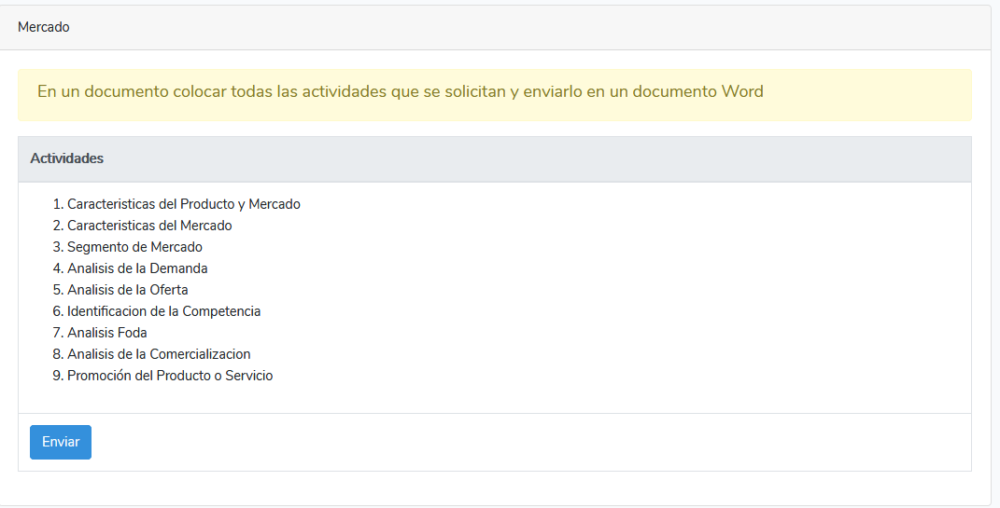 Mercado
En un documento colocar todas las actividades que se solicitan y enviarlo en un documento Word
Actividades
1. Caracteristicas del Producto y Mercado
2. Caracteristicas del Mercado
3. Segmento de Mercado
4. Analisis de la Demanda
5. Analisis de la Oferta
6. Identificacion de la Competencia
7. Analisis Foda
8. Analisis de la Comercializacion
9. Promoción del Producto o Servicio
Enviar